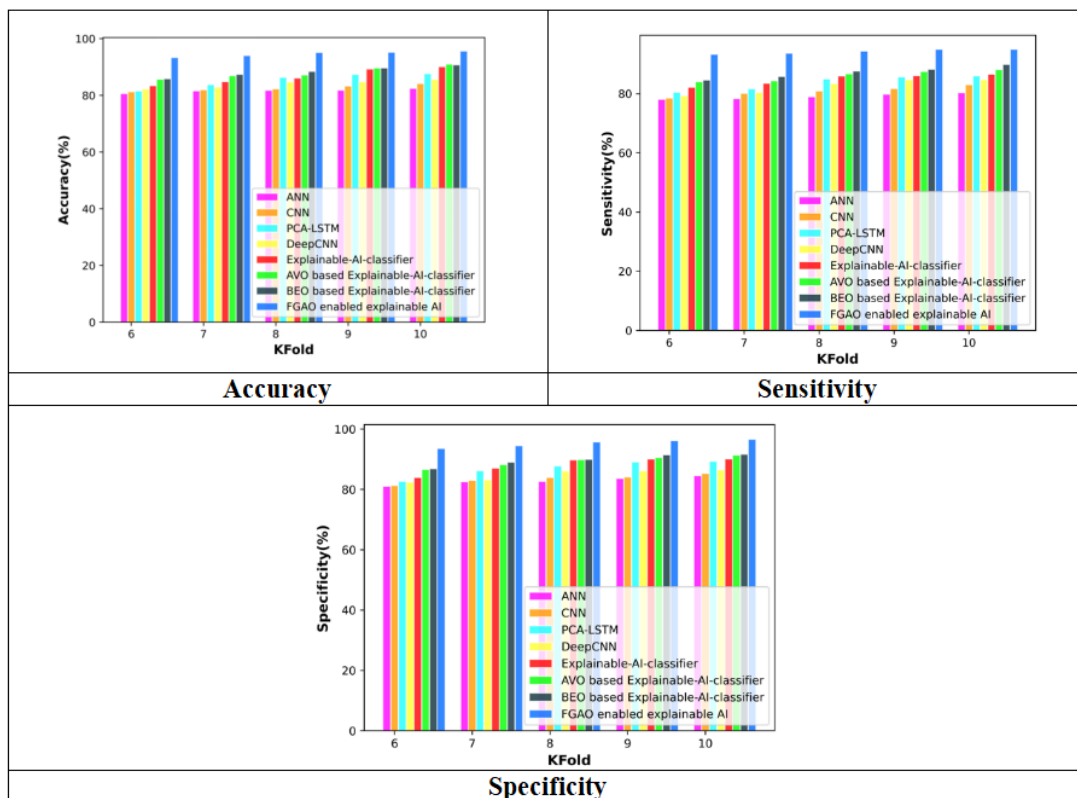 100
80
60
40
20
0
Accuracy(%)
ANN
CNN
PCA-LSTM
DeepCNN
Explainable-AI-classifier
AVO based Explainable-AI-classifier
BEO based Explainable-AI-classifier
FGAO enabled explainable AI
6 7 8 9 10
KFold
Accuracy
80
60
40
20
0
Sensitivity(%)
ANN
CNN
PCA-LSTM
DeepCNN
Explainable-AI-classifier
AVO based Explainable-AI-classifier
BEO based Explainable-AI-classifier
FGAO enabled explainable AI
6 7 8 9 10
KFold
Sensitivity
100
80
60
40
20
0
Specificity(%)
ANN
CNN
PCA-LSTM
DeepCNN
Explainable-AI-classifier
AVO based Explainable-AI-classifier
BEO based Explainable-AI-classifier
FGAO enabled explainable AI
6 7 8 9 10
KFold
Specificity